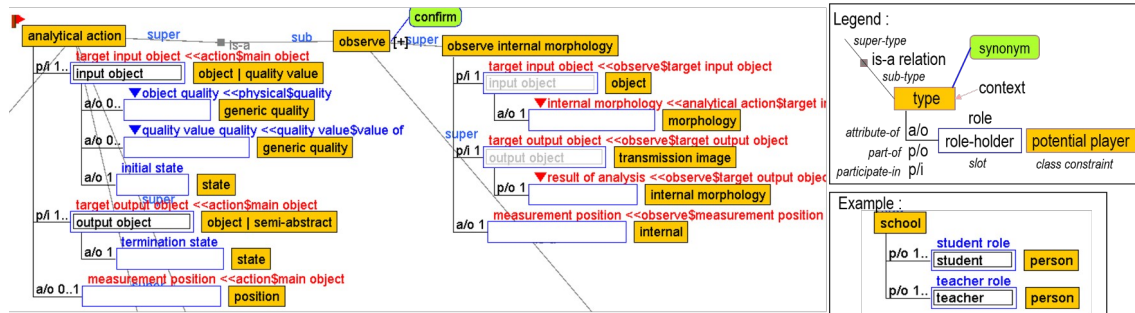 confirm
analytical action
super
is-a
sub
observe
[+]
super
observe internal morphology
target input object <<action$main object
p/i 1..
input object
object | quality value
▼object quality <<physical$quality
a/o 0..
generic quality
▼quality value quality <<quality value$value of
a/o 0..
generic quality
initial state
a/o 1
state
super
target output object <<action$main object
p/i 1..
output object
object | semi-abstract
termination state
a/o 1
state
measurement position <<action$main object
a/o 0..1
position
target input object <<observe$target input object
p/i 1
input object
object
▼internal morphology <<analytical action$target in
a/o 1
morphology
super
target output object <<observe$target output object
p/i 1
output object
transmission image
▼result of analysis <<observe$target output objec
p/o 1
internal morphology
measurement position <<observe$measurement position
a/o 1
internal
Legend :
super-type
is-a relation
sub-type
synonym
type
context
attribute-of a/o
role
role-holder
potential player
part-of p/o
slot
class constraint
participate-in p/i
Example :
school
student role
p/o 1..
student
person
teacher role
p/o 1..
teacher
person